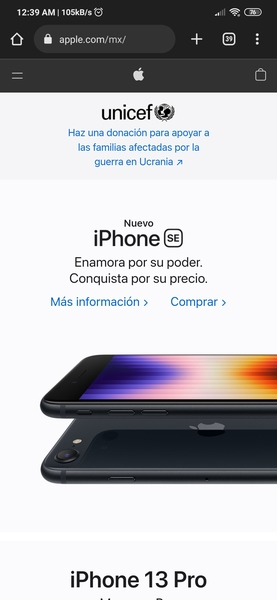 12:39 AM | 105kB/s
76
apple.com/mx/
39
unicef
Haz una donación para apoyar a
las familias afectadas por la
guerra en Ucrania ↗
Nuevo
iPhone SE
Enamora por su poder.
Conquista por su precio.
Más información >
Comprar >
iPhone 13 Pro